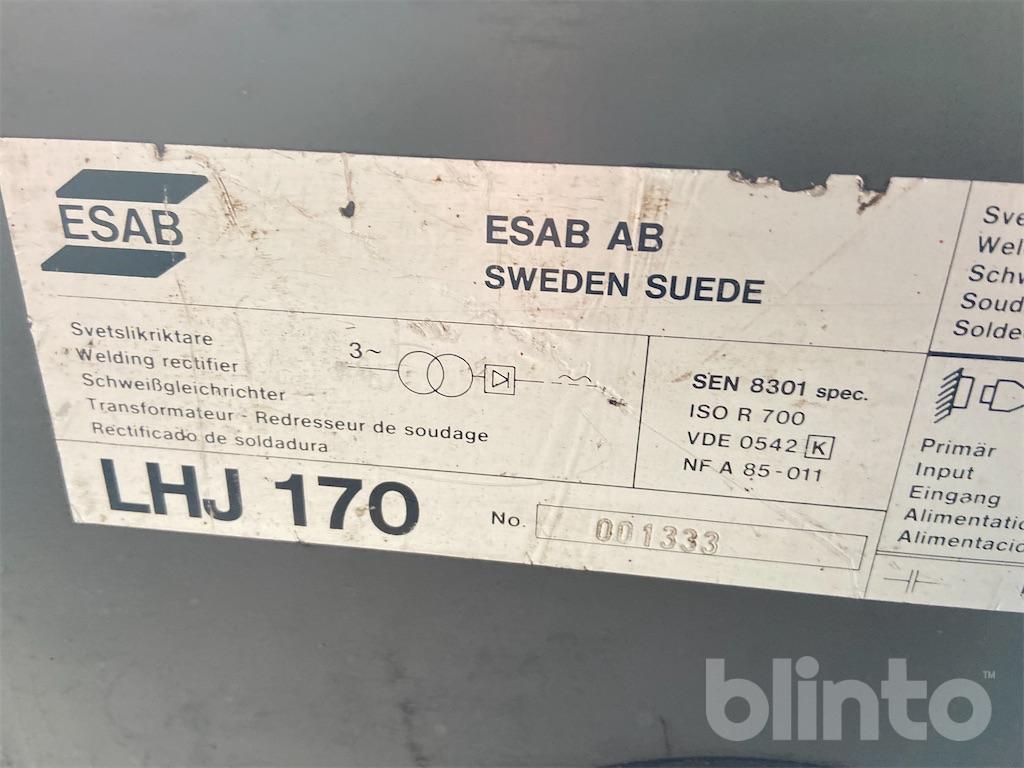 ESAB
ESAB AB
SWEDEN SUEDE
Svetslikriktare
Welding rectifier
Schweißgleichrichter
Transformateur - Redresseur de soudage
Rectificado de soldadura
3~
SEN 8301 spec.
ISO R 700
VDE 0542 K
NF A 85-011
LHJ 170
No. 001333
Primär
Input
Eingang
blinto™